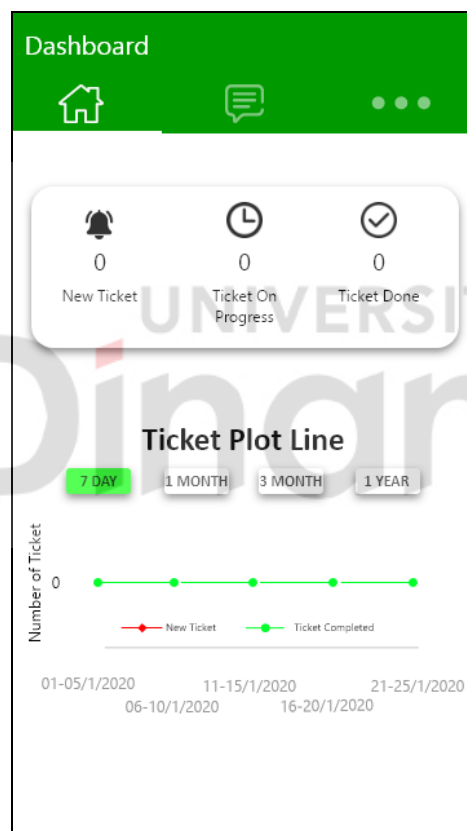 Dashboard
0 0 0
New Ticket Ticket On Ticket Done
Progress
UNIVERSI
Dinar
Ticket Plot Line
7 DAY 1 MONTH 3 MONTH 1 YEAR
Number of Ticket
0
New Ticket Ticket Completed
01-05/1/2020 11-15/1/2020 21-25/1/2020
06-10/1/2020 16-20/1/2020